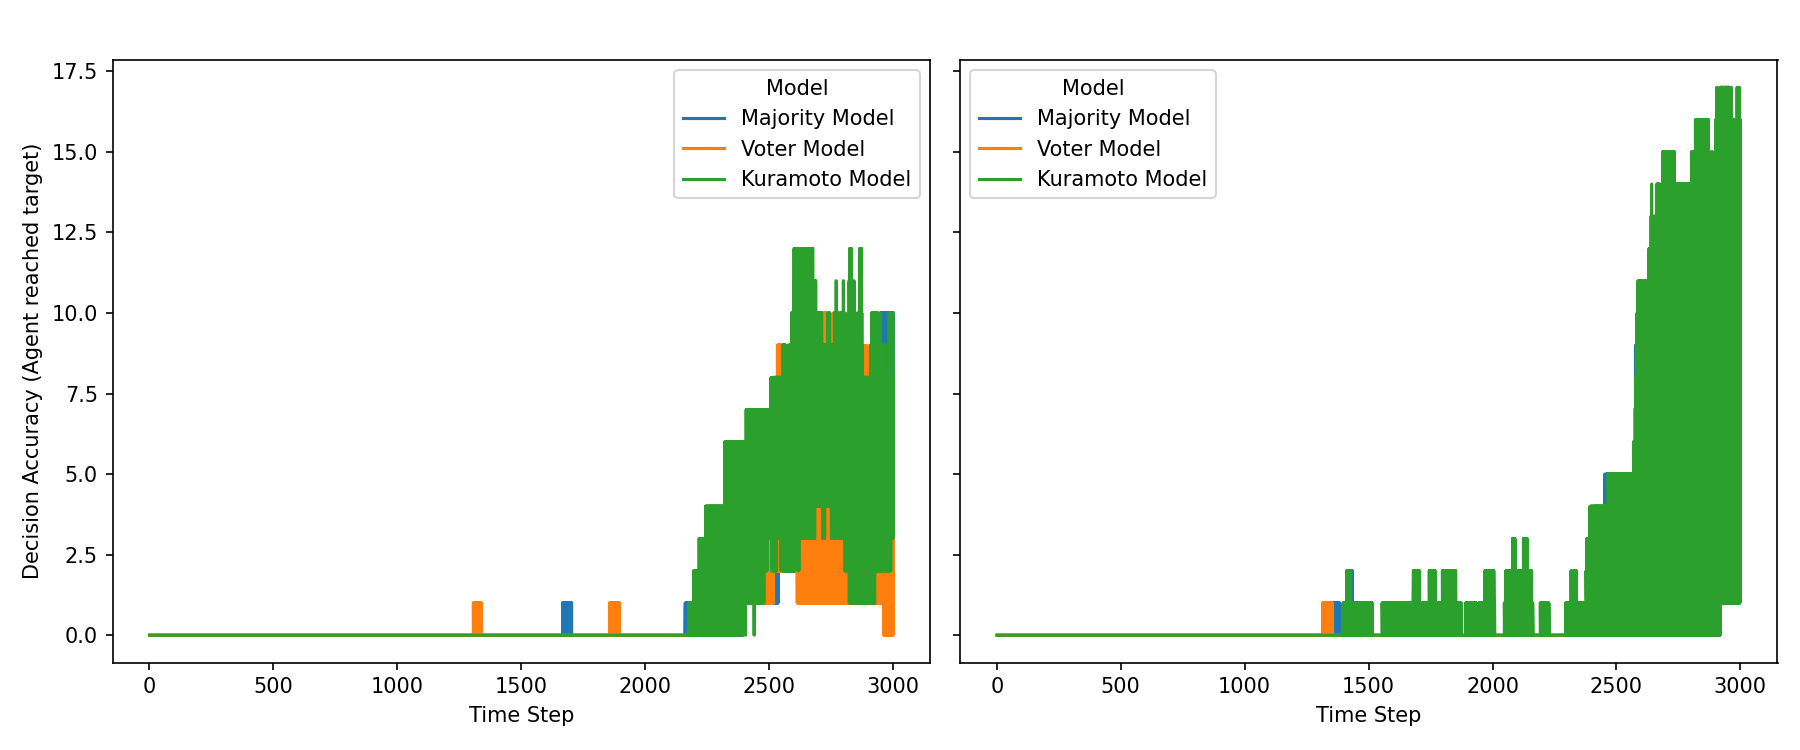 Decision Accuracy (Agent reached target)
17.5
15.0
12.5
10.0
7.5
5.0
2.5
0.0
Model
Majority Model
Voter Model
Kuramoto Model
0 500 1000 1500 2000 2500 3000
Time Step
Model
Majority Model
Voter Model
Kuramoto Model
0 500 1000 1500 2000 2500 3000
Time Step